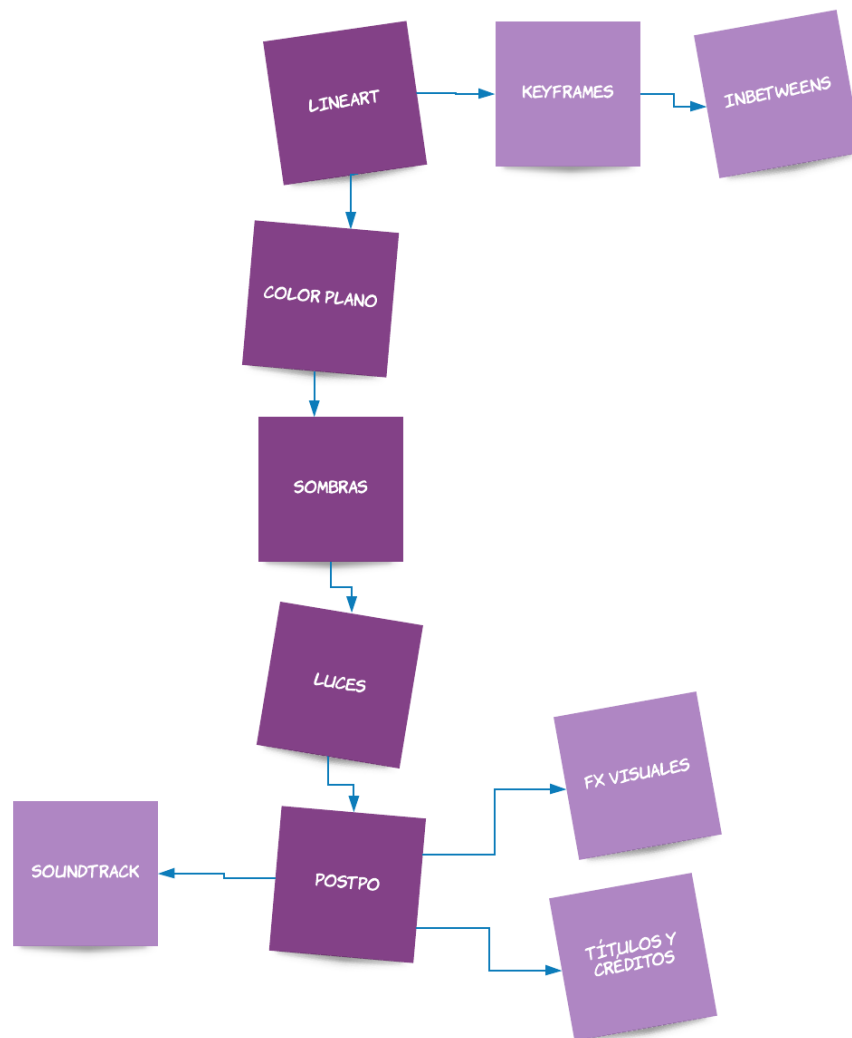 LINEART
KEYFRAMES
INBETWEENS
COLOR PLANO
SOMBRAS
LUCES
FX VISUALES
SOUNDTRACK
POSTPO
TÍTULOS Y
CRÉDITOS